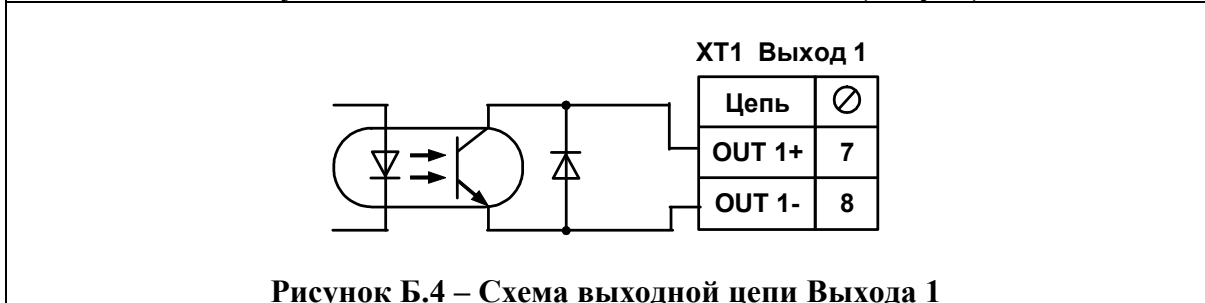 XT1 Выход 1
Цепь
OUT 1+ 7
OUT 1- 8
Рисунок Б.4 – Схема выходной цепи Выхода 1